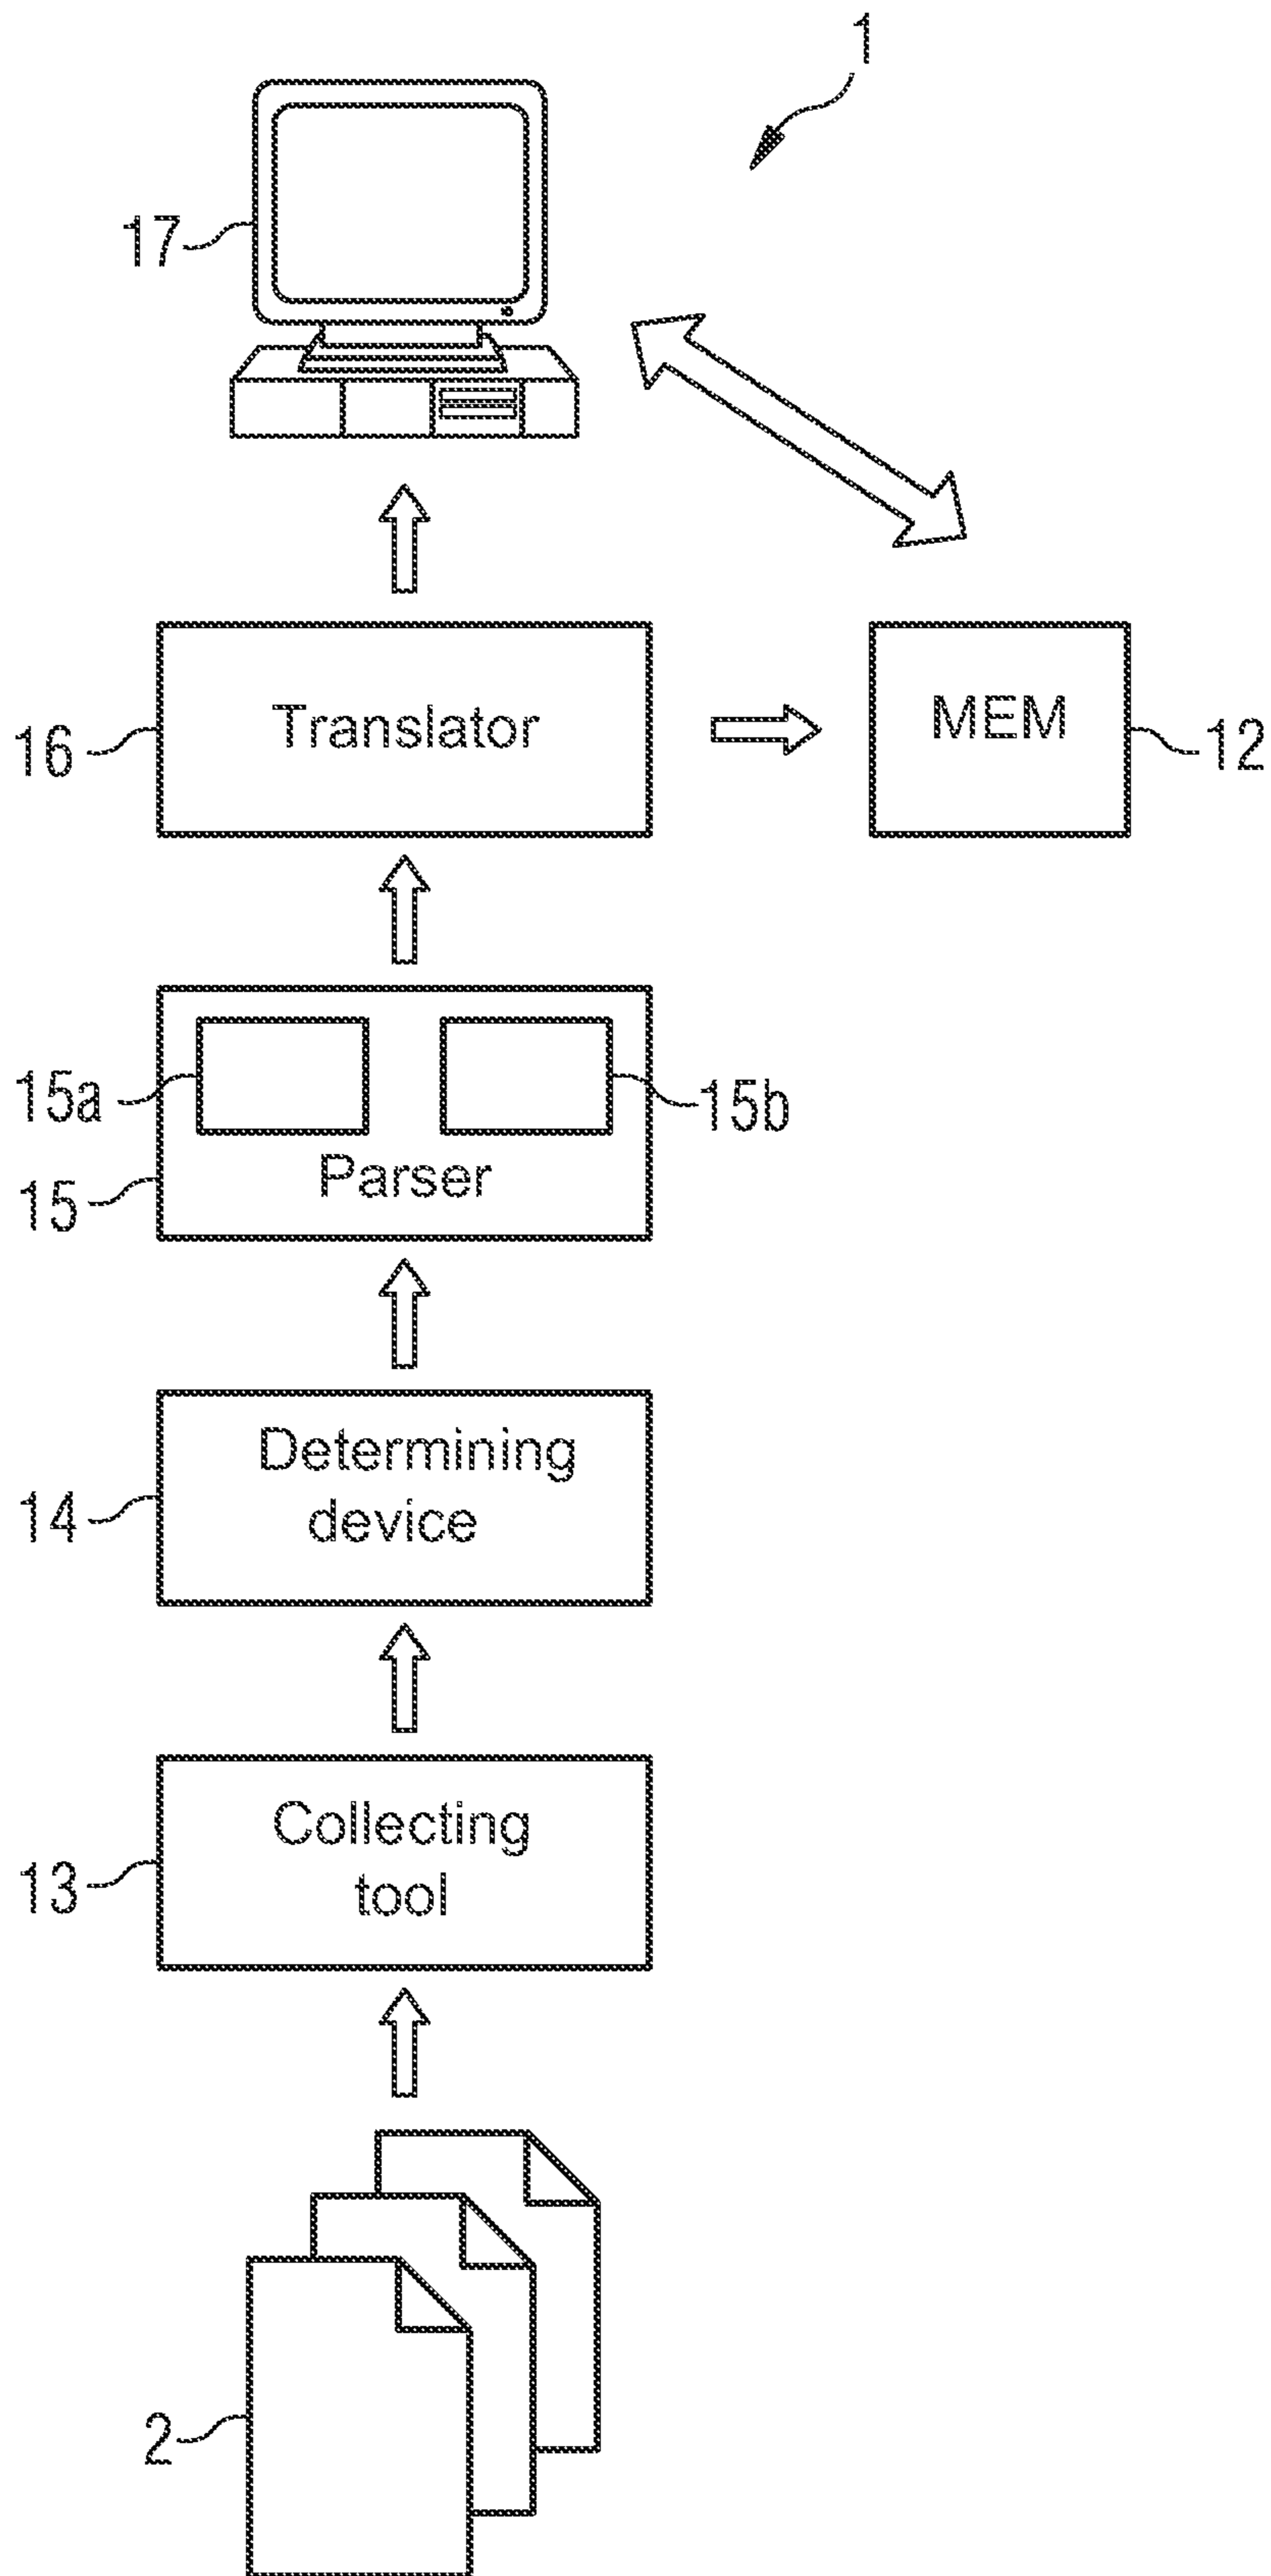 1
17
Translator
MEM
16
12
15a
15b
Parser
15
Determining
device
14
Collecting
tool
13
2